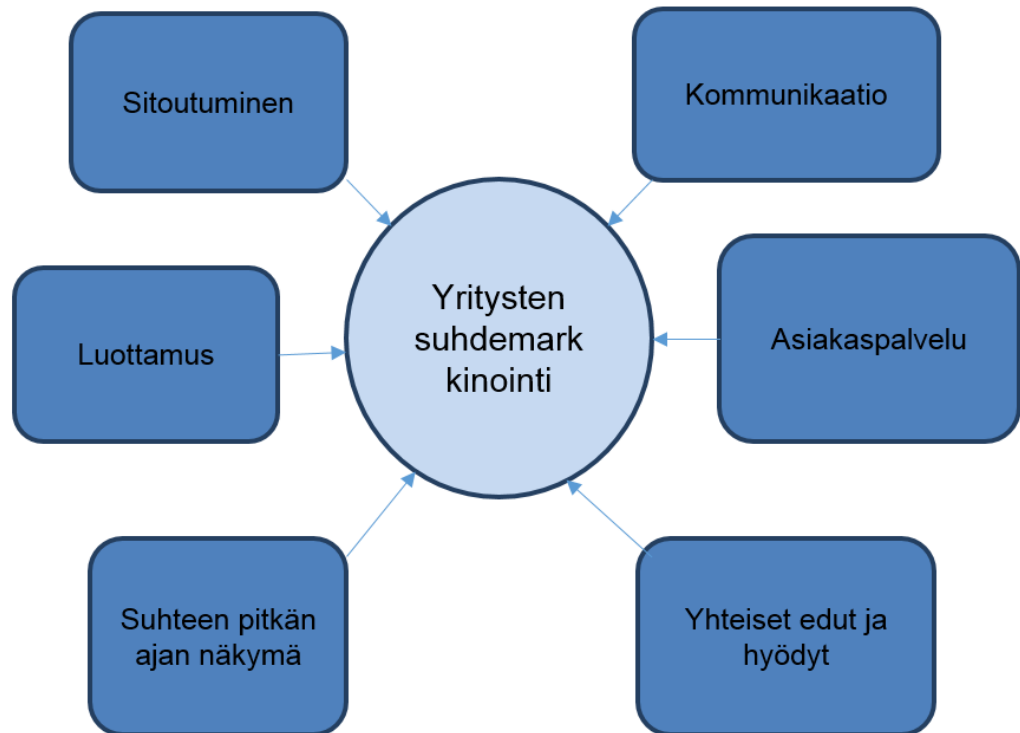 Sitoutuminen
Kommunikaatio
Yritysten
suhdemark
kinointi
Luottamus
Asiakaspalvelu
Suhteen pitkän
ajan näkymä
Yhteiset edut ja
hyödyt